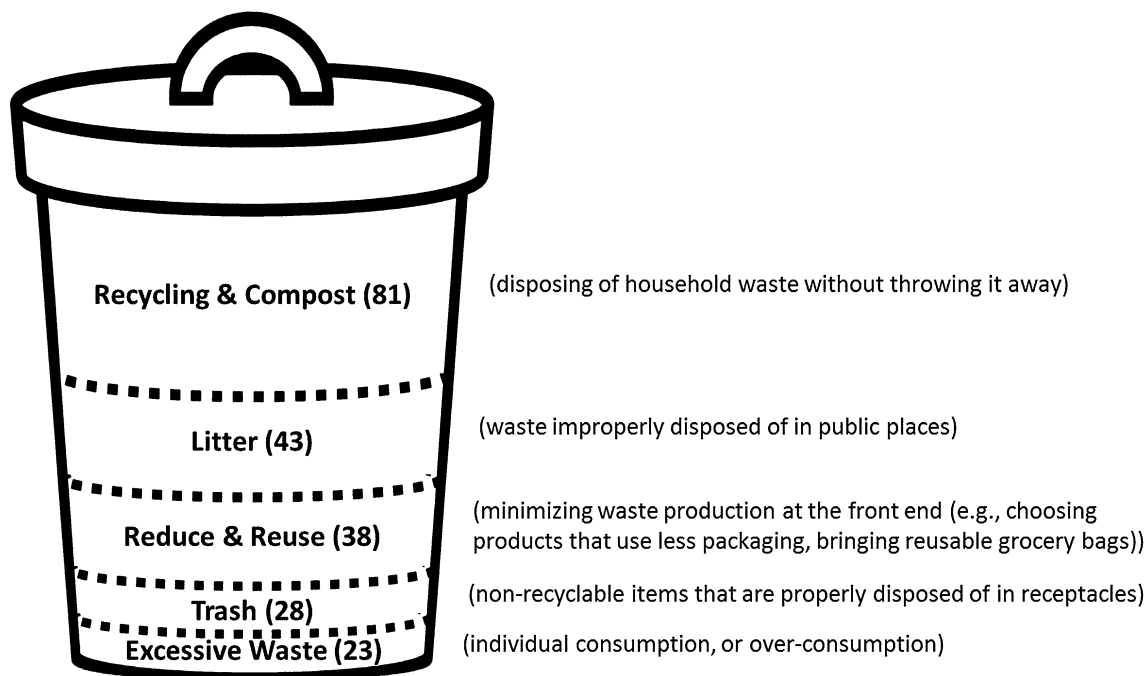 Recycling & Compost (81)
(disposing of household waste without throwing it away)
Litter (43)
(waste improperly disposed of in public places)
Reduce & Reuse (38)
(minimizing waste production at the front end (e.g., choosing
products that use less packaging, bringing reusable grocery bags))
Trash (28)
(non-recyclable items that are properly disposed of in receptacles)
Excessive Waste (23)
(individual consumption, or over-consumption)